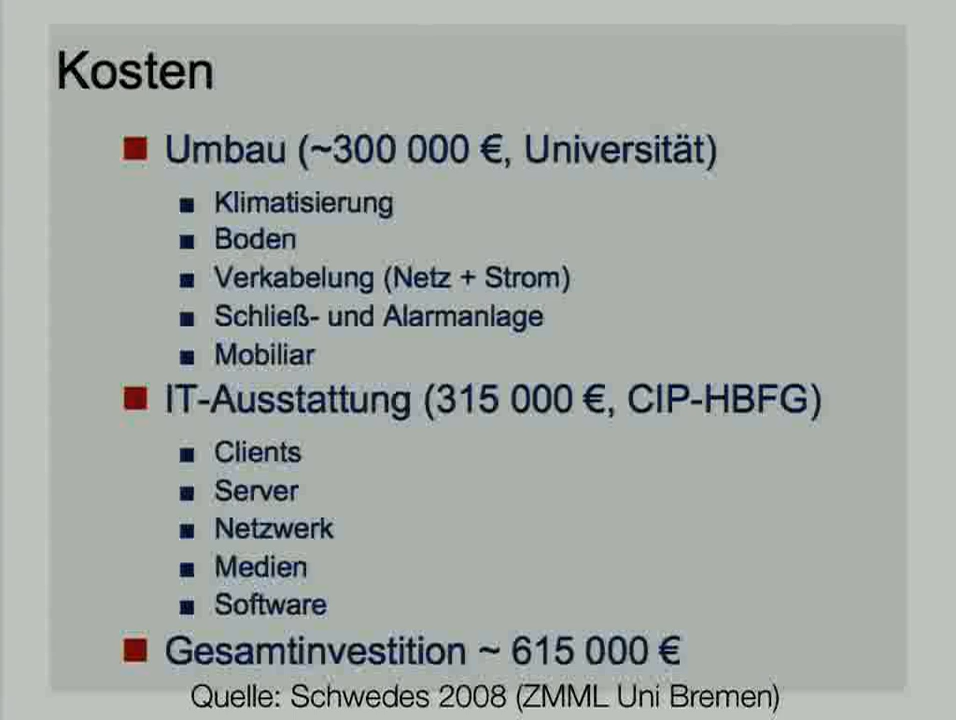 Kosten
Umbau (~300 000 €, Universität)
Klimatisierung
Boden
Verkabelung (Netz + Strom)
Schließ- und Alarmanlage
Mobiliar
IT-Ausstattung (315 000 €, CIP-HBFG)
Clients
Server
Netzwerk
Medien
Software
Gesamtinvestition ~ 615 000 €
Quelle: Schwedes 2008 (ZMML Uni Bremen)